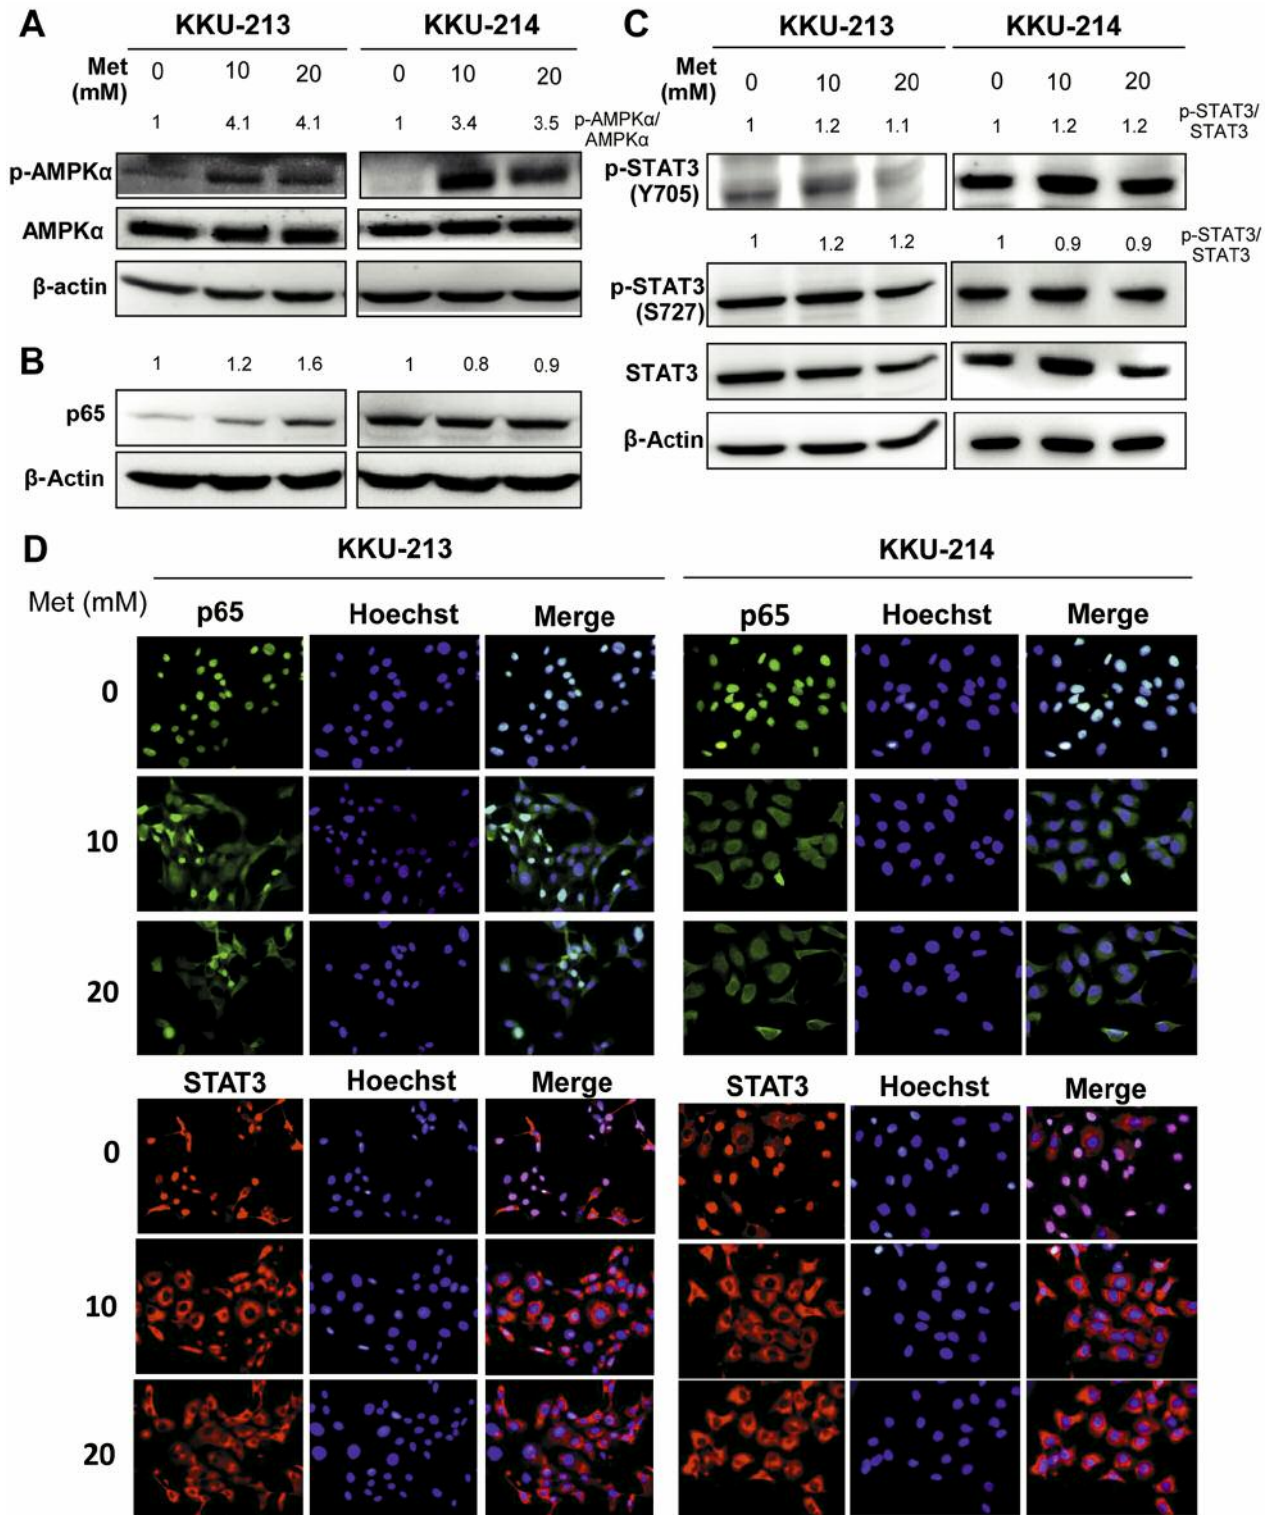 A
KKU-213
KKU-214
Met
(mM)
0
10
20
0
10
20
1
4.1
4.1
1
3.4
3.5
p-AMPKα/
AMPKα
p-AMPKα
AMPKα
β-actin
B
1
1.2
1.6
1
0.8
0.9
p65
β-Actin
C
KKU-213
KKU-214
Met
(mM)
0
10
20
0
10
20
1
1.2
1.1
1
1.2
1.2
p-STAT3/
STAT3
p-STAT3
(Y705)
1
1.2
1.2
1
0.9
0.9
p-STAT3/
STAT3
p-STAT3
(S727)
STAT3
β-Actin
D
KKU-213
KKU-214
Met (mM)
p65
Hoechst
Merge
p65
Hoechst
Merge
0
10
20
STAT3
Hoechst
Merge
STAT3
Hoechst
Merge
0
10
20